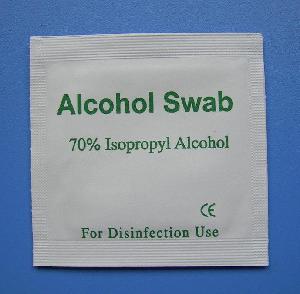 Alcohol Swab
70% Isopropyl Alcohol
CE
For Disinfection Use